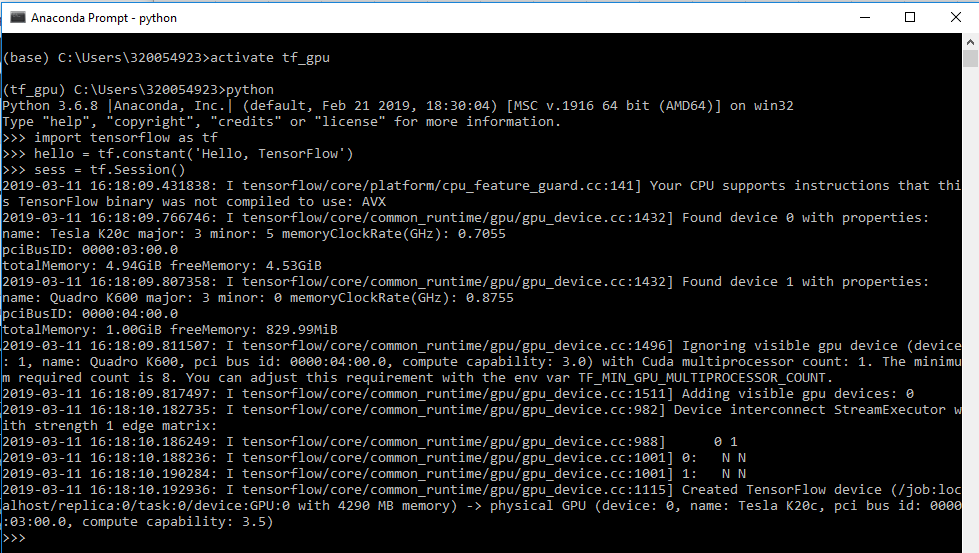 Anaconda Prompt - python
(base) C:\Users\320054923>activate tf_gpu
(tf_gpu) C:\Users\320054923>python
Python 3.6.8 |Anaconda, Inc.| (default, Feb 21 2019, 18:30:04) [MSC v.1916 64 bit (AMD64)] on win32
Type "help", "copyright", "credits" or "license" for more information.
>>> import tensorflow as tf
>>> hello = tf.constant('Hello, TensorFlow')
>>> sess = tf.Session()
2019-03-11 16:18:09.431838: I tensorflow/core/platform/cpu_feature_guard.cc:141] Your CPU supports instructions that thi
s TensorFlow binary was not compiled to use: AVX
2019-03-11 16:18:09.766746: I tensorflow/core/common_runtime/gpu/gpu_device.cc:1432] Found device 0 with properties:
name: Tesla K20c major: 3 minor: 5 memoryClockRate(GHz): 0.7055
pciBusID: 0000:03:00.0
totalMemory: 4.94GiB freeMemory: 4.53GiB
2019-03-11 16:18:09.807358: I tensorflow/core/common_runtime/gpu/gpu_device.cc:1432] Found device 1 with properties:
name: Quadro K600 major: 3 minor: 0 memoryClockRate(GHz): 0.8755
pciBusID: 0000:04:00.0
totalMemory: 1.00GiB freeMemory: 829.99MiB
2019-03-11 16:18:09.811507: I tensorflow/core/common_runtime/gpu/gpu_device.cc:1496] Ignoring visible gpu device (device
: 1, name: Quadro K600, pci bus id: 0000:04:00.0, compute capability: 3.0) with Cuda multiprocessor count: 1. The minimu
m required count is 8. You can adjust this requirement with the env var TF_MIN_GPU_MULTIPROCESSOR_COUNT.
2019-03-11 16:18:09.817497: I tensorflow/core/common_runtime/gpu/gpu_device.cc:1511] Adding visible gpu devices: 0
2019-03-11 16:18:10.182735: I tensorflow/core/common_runtime/gpu/gpu_device.cc:982] Device interconnect StreamExecutor w
ith strength 1 edge matrix:
2019-03-11 16:18:10.186249: I tensorflow/core/common_runtime/gpu/gpu_device.cc:988]      0 1
2019-03-11 16:18:10.188236: I tensorflow/core/common_runtime/gpu/gpu_device.cc:1001] 0:   N N
2019-03-11 16:18:10.190284: I tensorflow/core/common_runtime/gpu/gpu_device.cc:1001] 1:   N N
2019-03-11 16:18:10.192936: I tensorflow/core/common_runtime/gpu/gpu_device.cc:1115] Created TensorFlow device (/job:loc
alhost/replica:0/task:0/device:GPU:0 with 4290 MB memory) -> physical GPU (device: 0, name: Tesla K20c, pci bus id: 0000
:03:00.0, compute capability: 3.5)
>>>